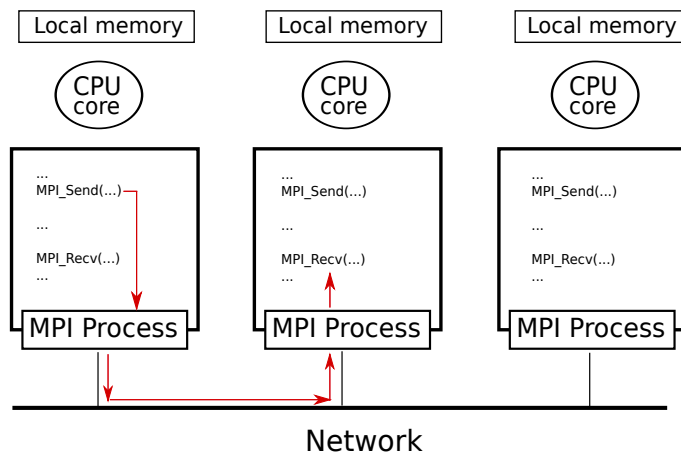 Local memory
Local memory
Local memory
CPU
core
CPU
core
CPU
core
...
MPI_Send(...)
...
MPI_Recv(...)
...
MPI Process
...
MPI_Send(...)
...
MPI_Recv(...)
...
MPI Process
...
MPI_Send(...)
...
MPI_Recv(...)
...
MPI Process
Network